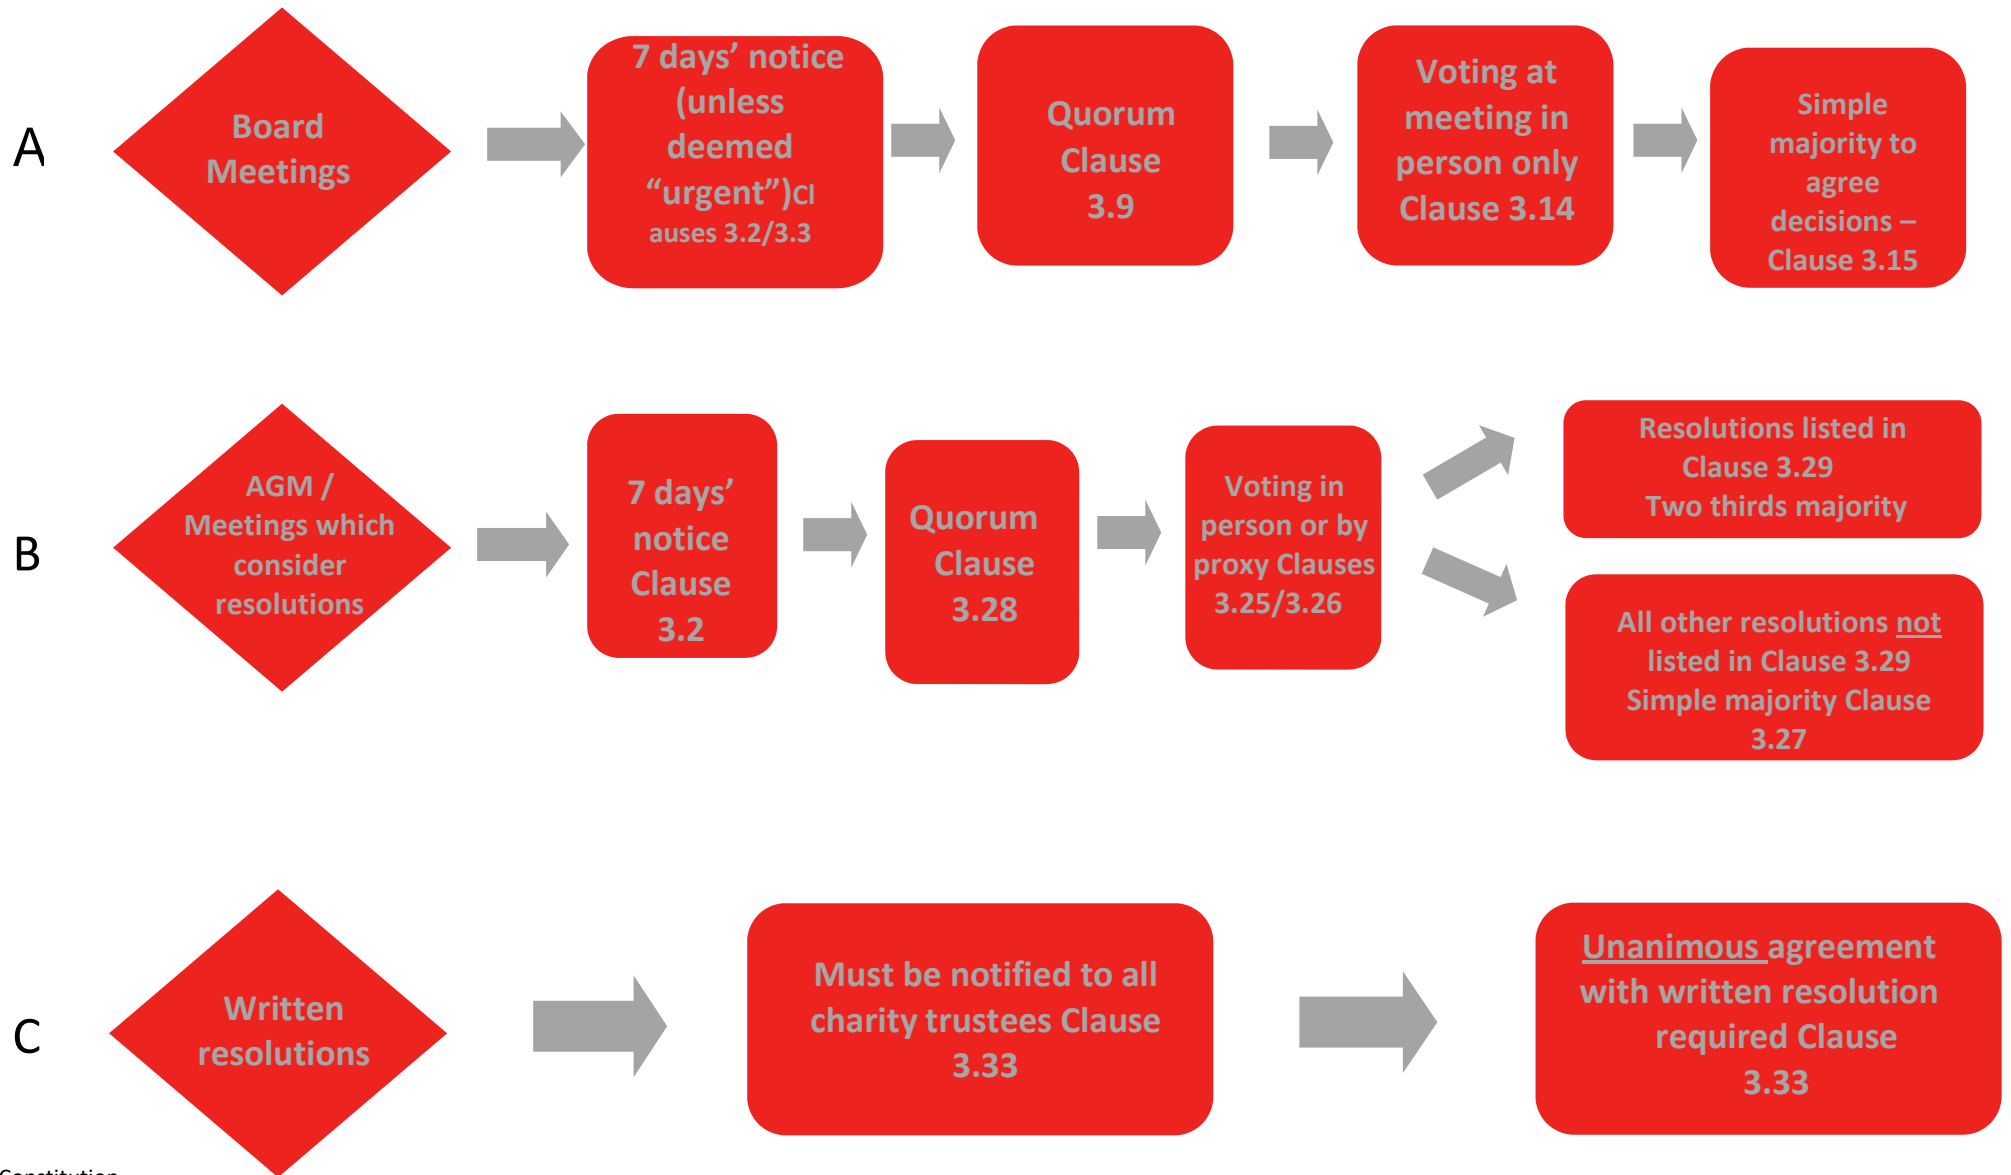 A
Board
Meetings
7 days’ notice
(unless
deemed
“urgent”)Cl
auses 3.2/3.3
Quorum
Clause
3.9
Voting at
meeting in
person only
Clause 3.14
Simple
majority to
agree
decisions –
Clause 3.15
B
AGM /
Meetings which
consider
resolutions
7 days’
notice
Clause
3.2
Quorum
Clause
3.28
Voting in
person or by
proxy Clauses
3.25/3.26
Resolutions listed in
Clause 3.29
Two thirds majority
All other resolutions not
listed in Clause 3.29
Simple majority Clause
3.27
C
Written
resolutions
Must be notified to all
charity trustees Clause
3.33
Unanimous agreement
with written resolution
required Clause
3.33
Constitution